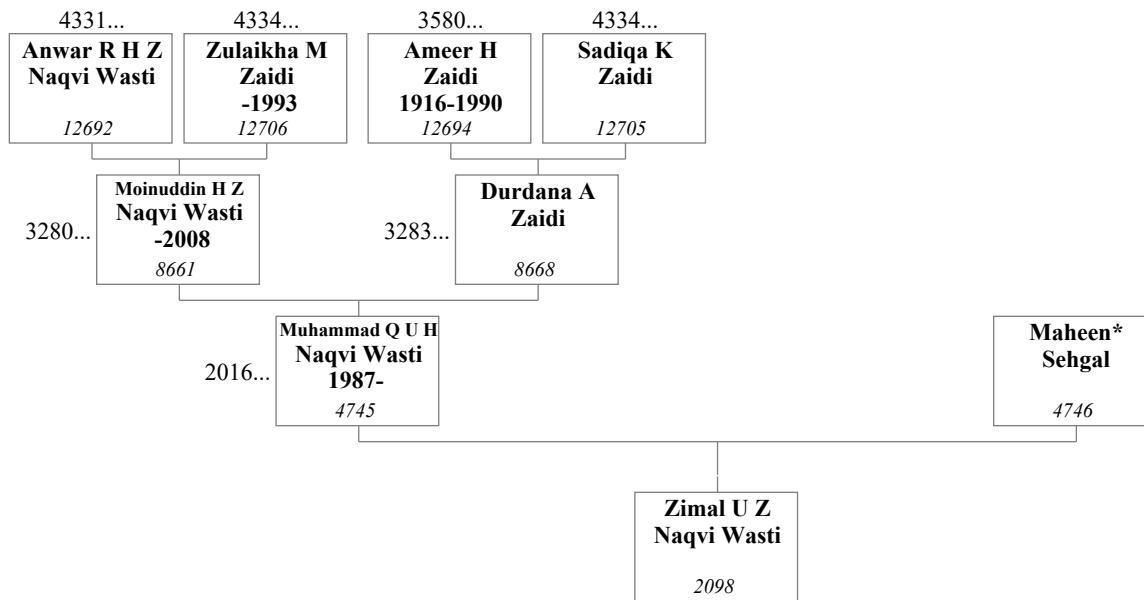 4331...
4334...
3580...
4334...
Anwar R H Z
Naqvi Wasti
12692
Zulaikha M
Zaidi
-1993
12706
Ameer H
Zaidi
1916-1990
12694
Sadiqa K
Zaidi
12705
3280...
Moinuddin H Z
Naqvi Wasti
-2008
8661
3283...
Durdana A
Zaidi
8668
2016...
Muhammad Q U H
Naqvi Wasti
1987-
4745
Maheen*
Sehgal
4746
Zimal U Z
Naqvi Wasti
2098